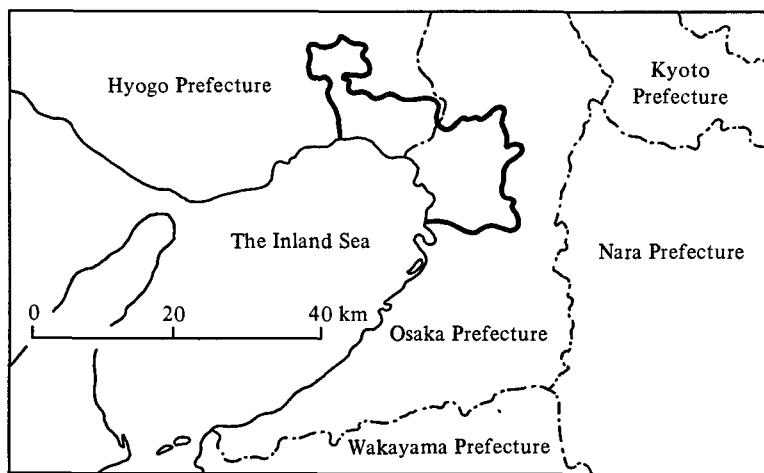 Hyogo Prefecture
Kyoto
Prefecture
The Inland Sea
Nara Prefecture
0 20 40 km
Osaka Prefecture
Wakayama Prefecture